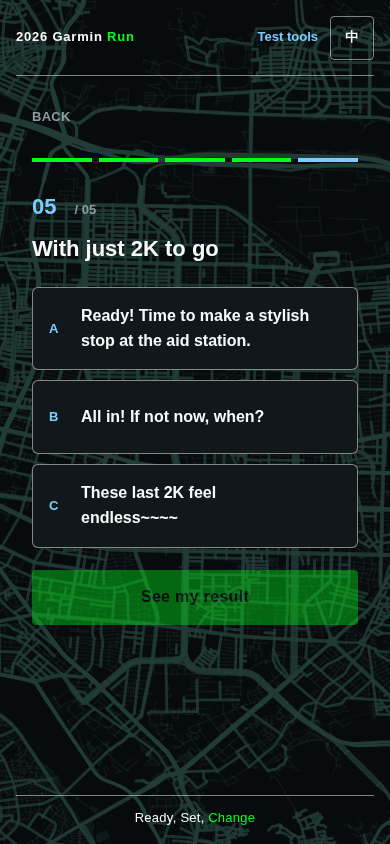 2026 Garmin Run
Test tools
中
BACK
05 / 05
With just 2K to go
A
Ready! Time to make a stylish
stop at the aid station.
B
All in! If not now, when?
C
These last 2K feel
endless~~~~
See my result
Ready, Set, Change